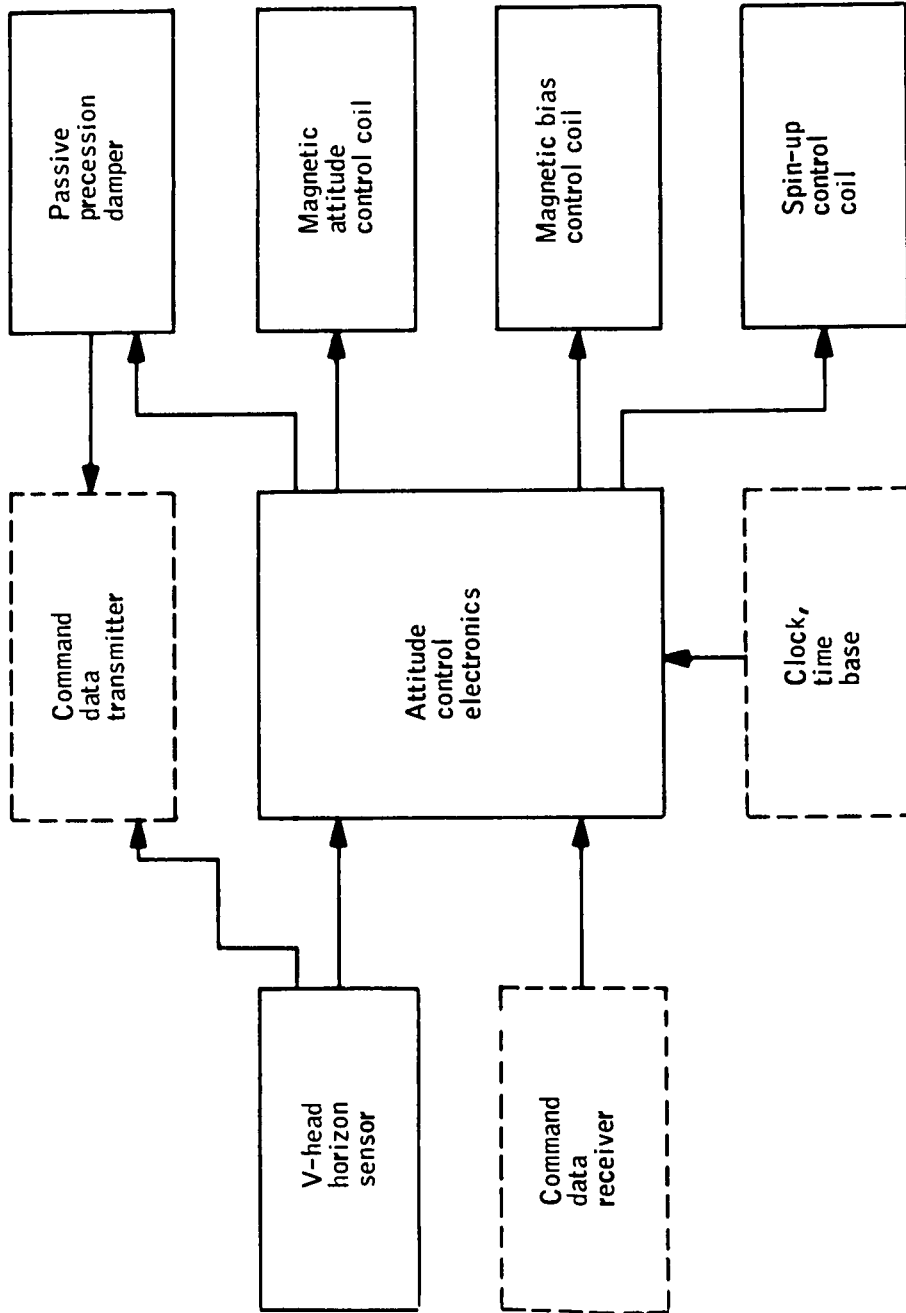 Passive
precession
damper
Command
data
transmitter
Magnetic
attitude
control coil
V-head
horizon
sensor
Attitude
control
electronics
Magnetic bias
control coil
Command
data
receiver
Spin-up
control
coil
Clock,
time
base